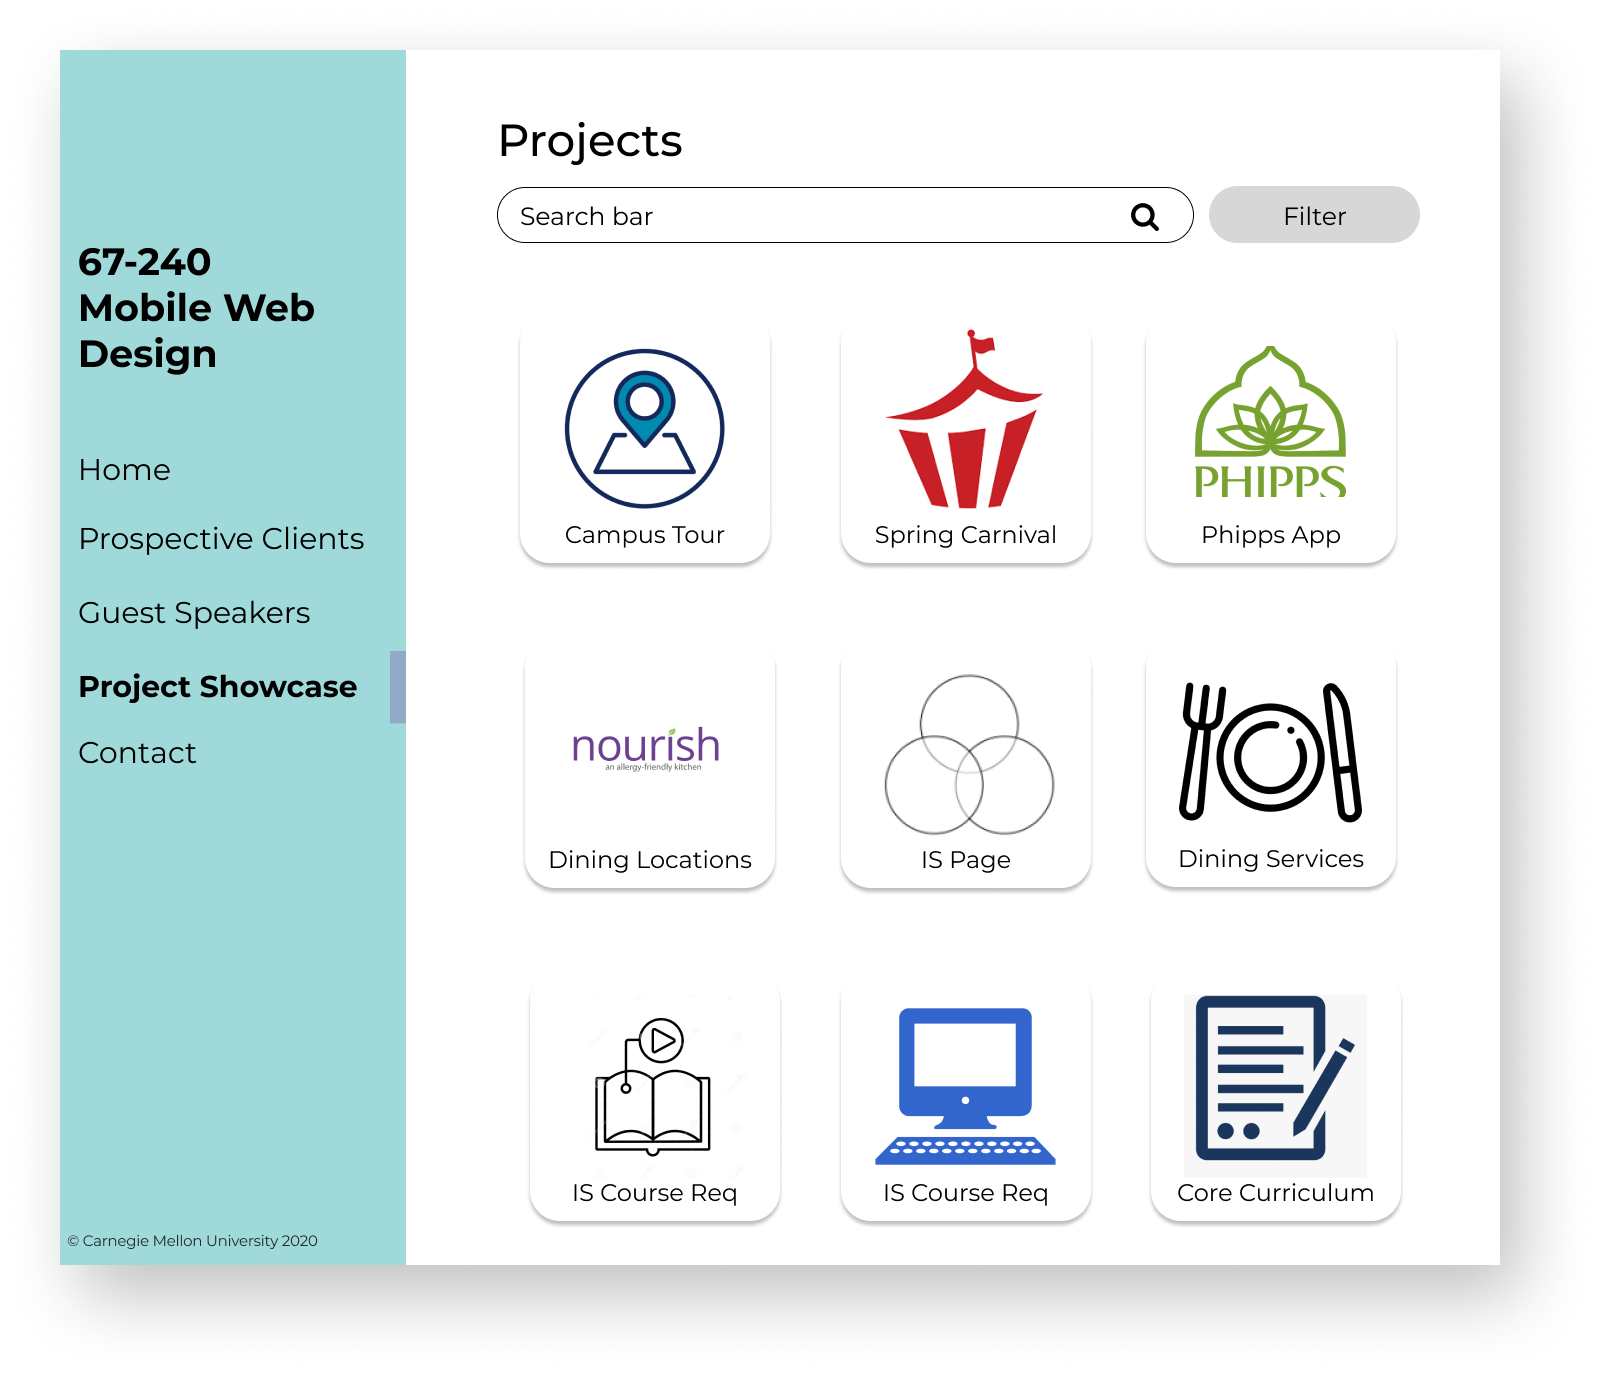 67-240
Mobile Web
Design
Home
Prospective Clients
Guest Speakers
Project Showcase
Contact
© Carnegie Mellon University 2020
Projects
Search bar
Filter
PHIPPS
Campus Tour
Spring Carnival
Phipps App
nourish
an allergy-friendly kitchen
Dining Locations
IS Page
Dining Services
IS Course Req
IS Course Req
Core Curriculum